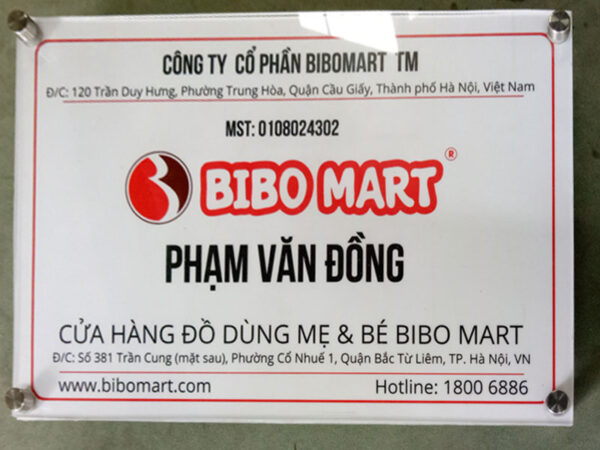 CÔNG TY CỔ PHẦN BIBOMART TM
Đ/C: 120 Trần Duy Hưng, Phường Trung Hòa, Quận Cầu Giấy, Thành phố Hà Nội, Việt Nam
MST: 0108024302
BIBO MART®
PHẠM VĂN ĐỒNG
CỬA HÀNG ĐỒ DÙNG MẸ & BÉ BIBO MART
Đ/C: Số 381 Trần Cung (mặt sau), Phường Cổ Nhuế 1, Quận Bắc Từ Liêm, TP. Hà Nội, VN
www.bibomart.com Hotline: 1800 6886